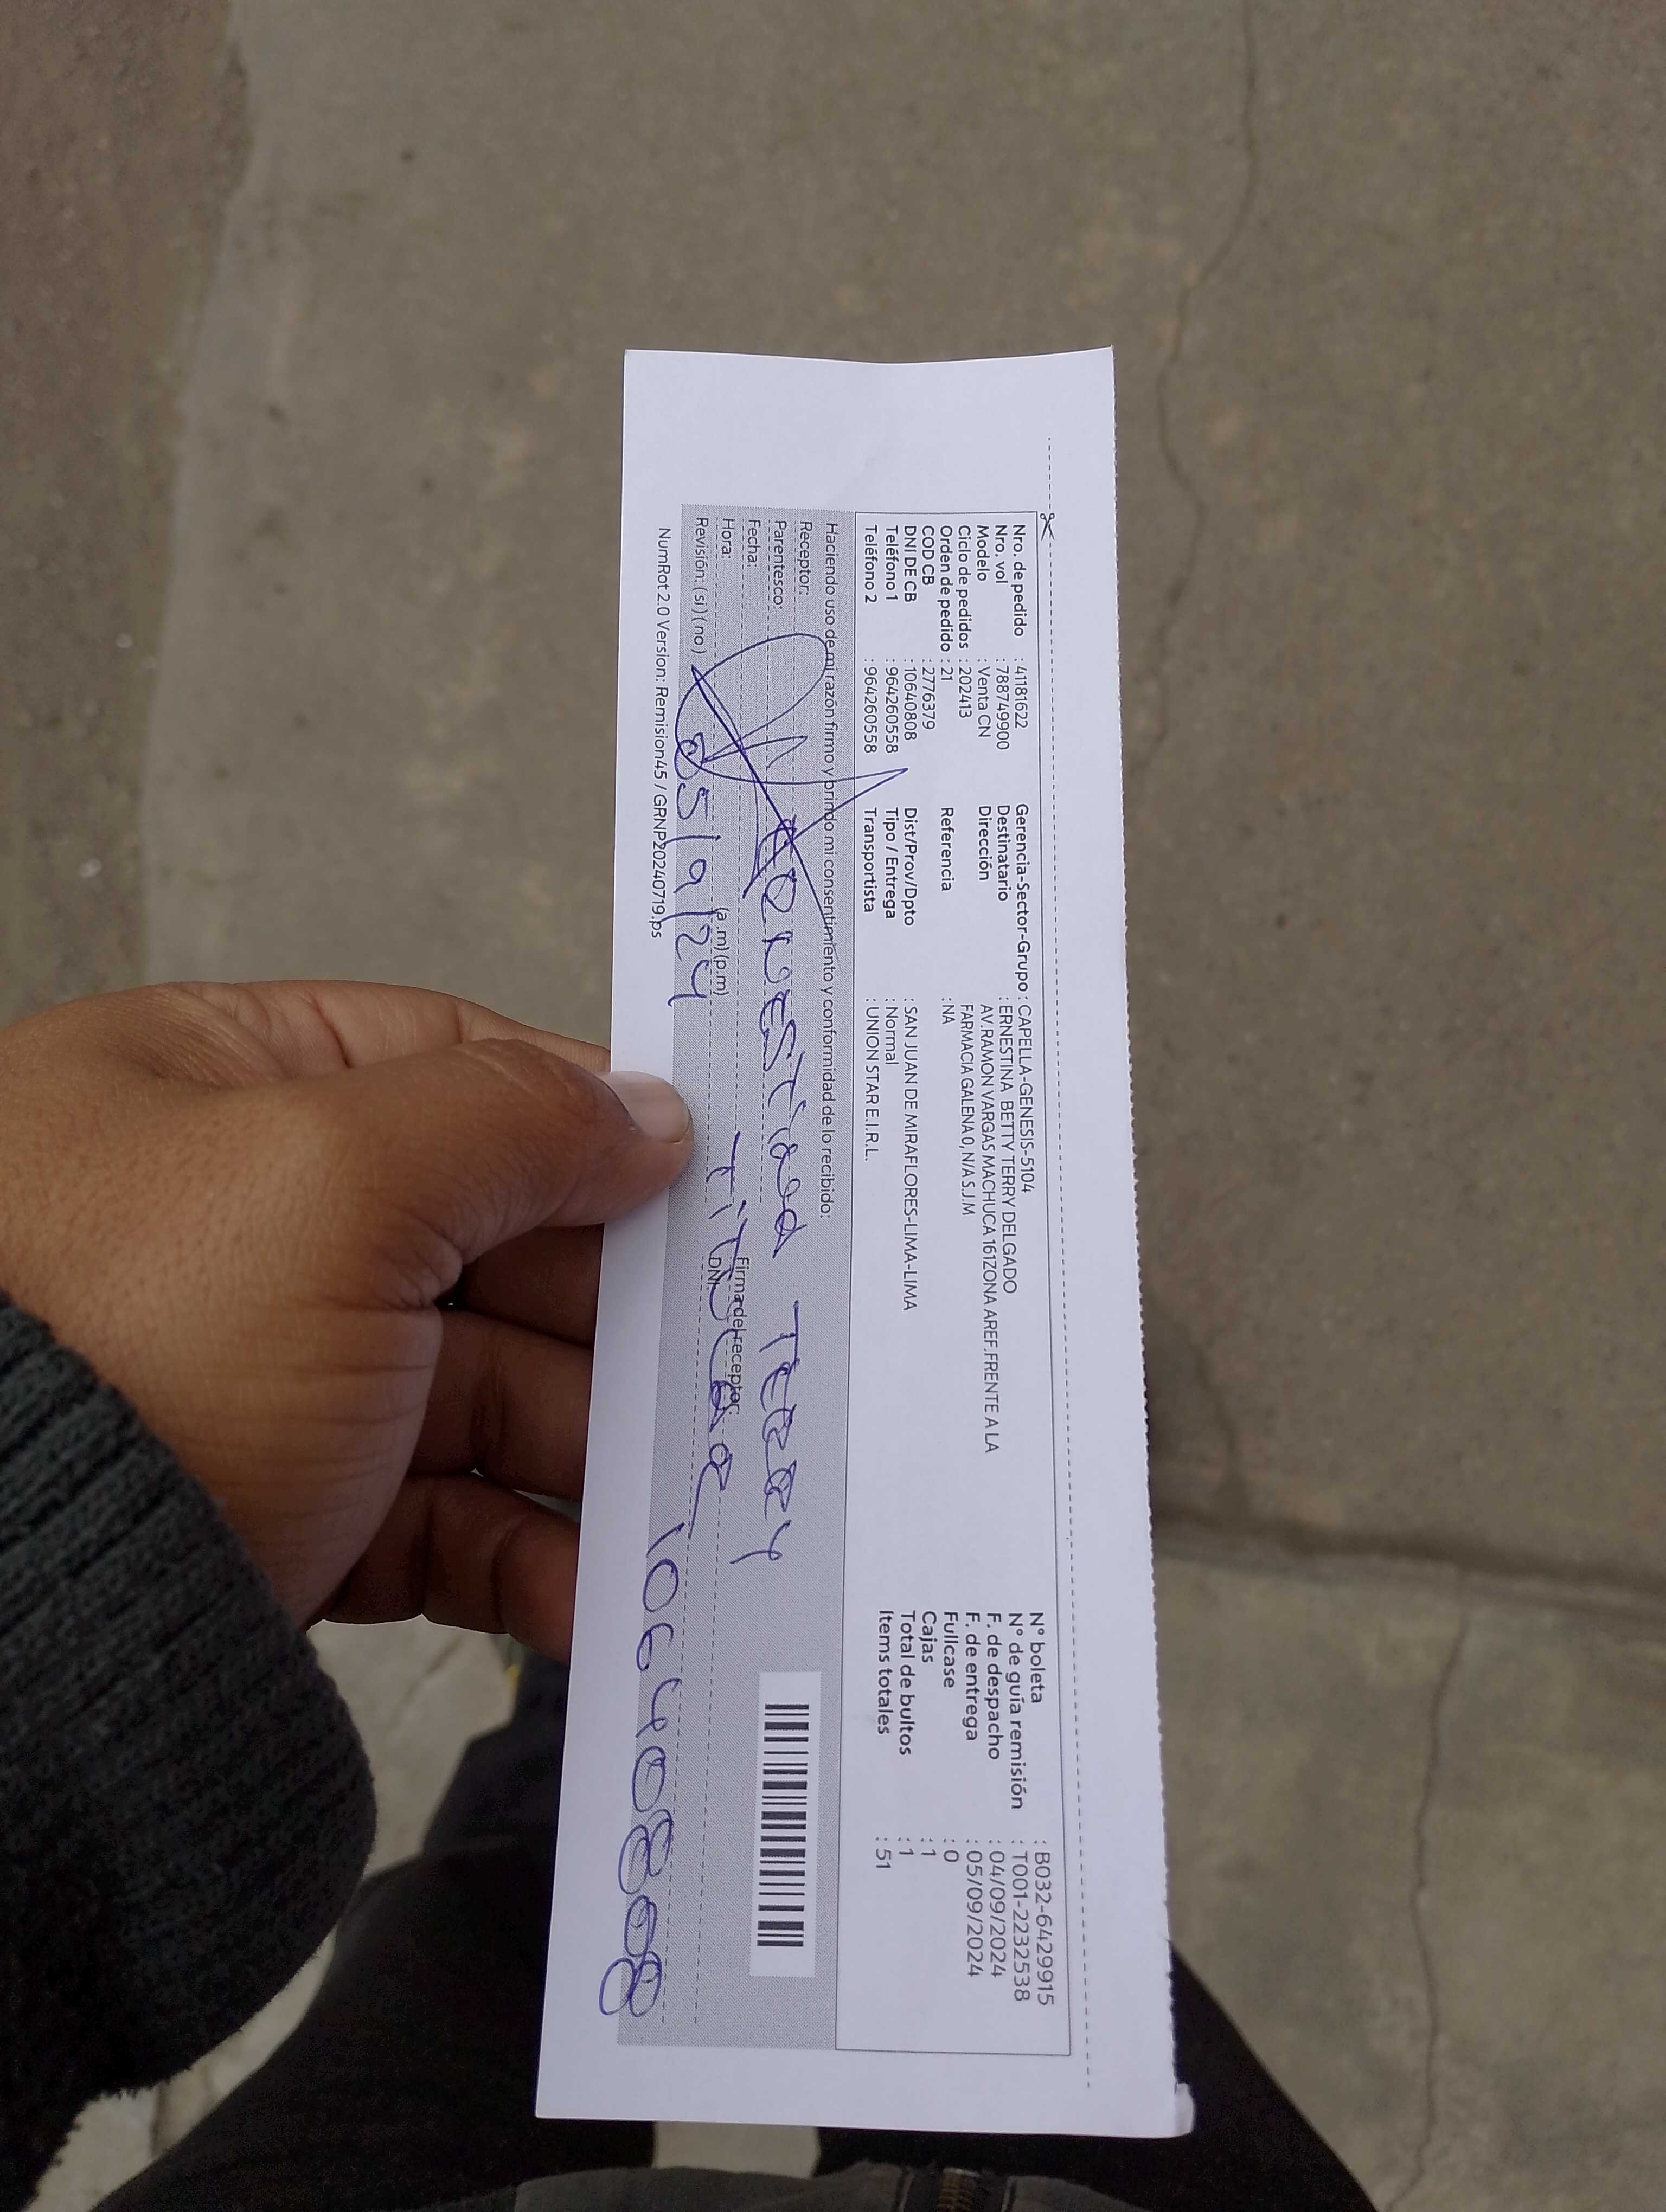 Nro. de pedido : 41181622
Nro. vol : 7887749900
Modelo : Venta CN
Ciclo de pedidos : 202413
Orden de pedido : 21
COD CB : 2776379
DNI DE CB : 10640808
Teléfono 1 : 964260558
Teléfono 2 : 964260558
Gerencia-Sector-Grupo : CAPELLA-GENESIS-5104
Destinatario : ERNESTINA BETTY TERRY DELGADO
Dirección AV.RAMON VARGAS MACHUCA 161ZONA AREF.FRENTE A LA
FARMACIA GALENA 0, N/A S.J.M
Referencia : NA
Dist/Prov/Dpto : SAN JUAN DE MIRAFLORES-LIMA-LIMA
Tipo / Entrega : Normal
Transportista : UNION STAR E.I.R.L.
N° boleta : B032-6429915
N° de guía remisión : T001-22322538
F. de despacho : 04/09/2024
F. de entrega : 05/09/2024
Fullcase : 0
Cajas : 1
Total de bultos : 1
Items totales : 51
Haciendo uso de mi razón firmo y brindo mi consentimiento y conformidad de lo recibido:
Receptor:
Ernestina Terry
Parentesco:
Fecha:
Firma del receptor:
Hora: (a.m)(p.m)
DNI:
Titular
Revisión: (si)(no)
05/9/24
10640808
NumRot 2.0 Version: Remision45 / GRNP20240719.ps